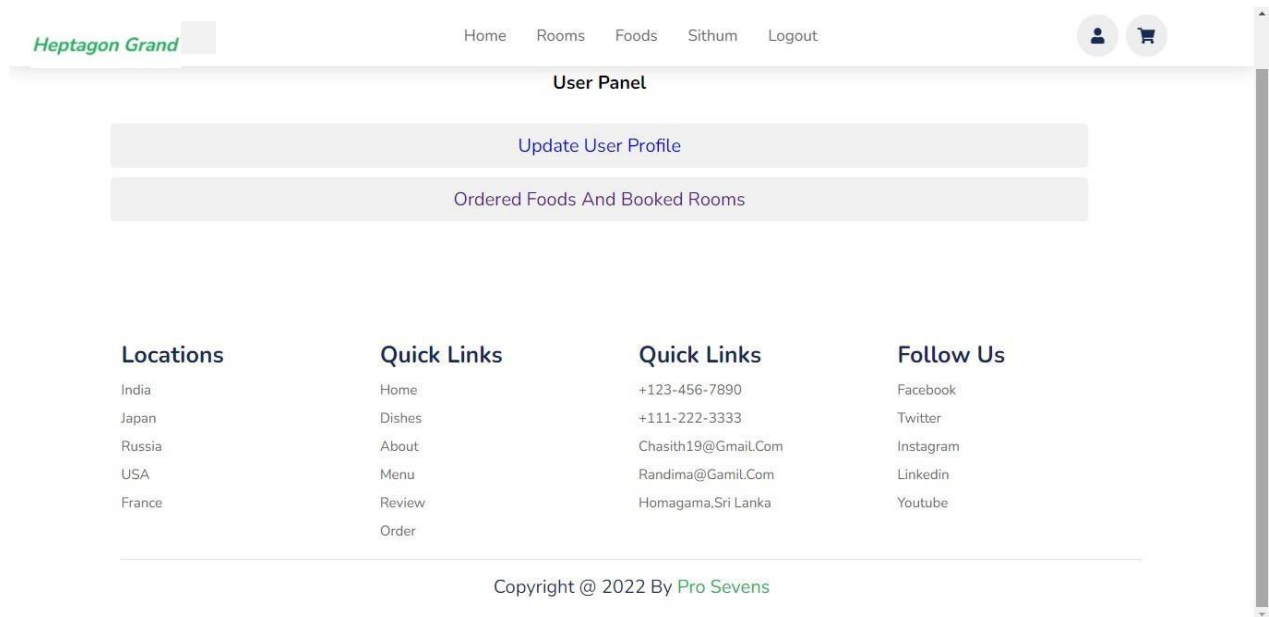 Heptagon Grand
Home Rooms Foods Sithum Logout
User Panel
Update User Profile
Ordered Foods And Booked Rooms
Locations
India
Japan
Russia
USA
France
Quick Links
Home
Dishes
About
Menu
Review
Order
Quick Links
+123-456-7890
+111-222-3333
Chasith19@Gmail.Com
Randima@Gamil.Com
Homagama,Sri Lanka
Follow Us
Facebook
Twitter
Instagram
Linkedin
Youtube
Copyright @ 2022 By Pro Sevens